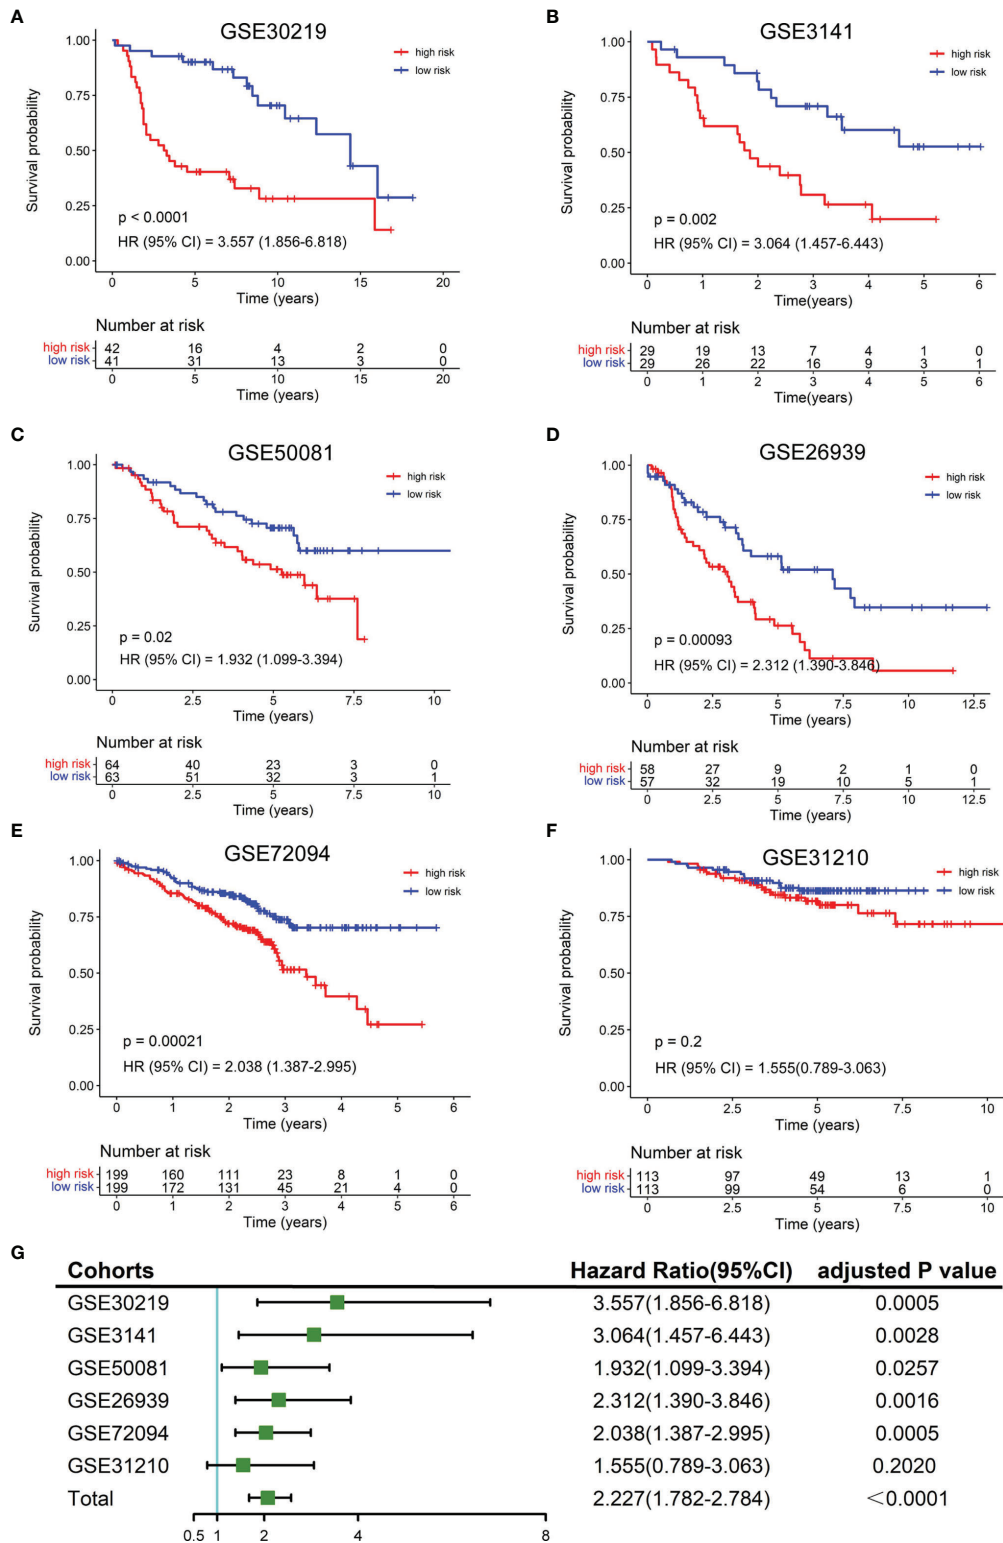 A
GSE30219
high risk
low risk
Survival probability
1.00
0.75
0.50
0.25
0.00
p < 0.0001
HR (95% CI) = 3.557 (1.856-6.818)
0 5 10 15 20
Time (years)
Number at risk
high risk 42 16 4 2 0
low risk 41 31 13 3 0
0 5 10 15 20
Time (years)
B
GSE3141
high risk
low risk
Survival probability
1.00
0.75
0.50
0.25
0.00
p = 0.002
HR (95% CI) = 3.064 (1.457-6.443)
0 1 2 3 4 5 6
Time(years)
Number at risk
high risk 29 19 13 7 4 1 0
low risk 29 26 22 16 9 3 1
0 1 2 3 4 5 6
Time(years)
C
GSE50081
high risk
low risk
Survival probability
1.00
0.75
0.50
0.25
0.00
p = 0.02
HR (95% CI) = 1.932 (1.099-3.394)
0 2.5 5 7.5 10
Time (years)
Number at risk
high risk 64 40 23 3 0
low risk 63 51 32 3 1
0 2.5 5 7.5 10
Time (years)
D
GSE26939
high risk
low risk
Survival probability
1.00
0.75
0.50
0.25
0.00
p = 0.00093
HR (95% CI) = 2.312 (1.390-3.846)
0 2.5 5 7.5 10 12.5
Time (years)
Number at risk
high risk 58 27 9 2 1 0
low risk 57 32 19 10 5 1
0 2.5 5 7.5 10 12.5
Time (years)
E
GSE72094
high risk
low risk
Survival probability
1.00
0.75
0.50
0.25
0.00
p = 0.00021
HR (95% CI) = 2.038 (1.387-2.995)
0 1 2 3 4 5 6
Time (years)
Number at risk
high risk 199 160 111 23 8 1 0
low risk 199 172 131 45 21 4 0
0 1 2 3 4 5 6
Time (years)
F
GSE31210
high risk
low risk
Survival probability
1.00
0.75
0.50
0.25
0.00
p = 0.2
HR (95% CI) = 1.555(0.789-3.063)
0 2.5 5 7.5 10
Time (years)
Number at risk
high risk 113 97 49 13 1
low risk 113 99 54 6 0
0 2.5 5 7.5 10
Time (years)
G
Cohorts Hazard Ratio(95%CI) adjusted P value
GSE30219 3.557(1.856-6.818) 0.0005
GSE3141 3.064(1.457-6.443) 0.0028
GSE50081 1.932(1.099-3.394) 0.0257
GSE26939 2.312(1.390-3.846) 0.0016
GSE72094 2.038(1.387-2.995) 0.0005
GSE31210 1.555(0.789-3.063) 0.2020
Total 2.227(1.782-2.784) <0.0001
0.5 1 2 4 8